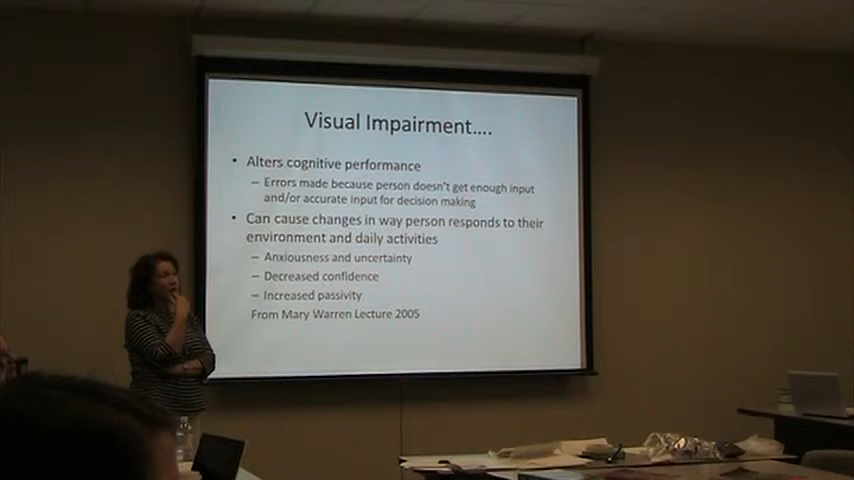 Visual Impairment....
• Alters cognitive performance
– Errors made because person doesn't get enough input
and/or accurate input for decision making
• Can cause changes in way person responds to their
environment and daily activities
– Anxiousness and uncertainty
– Decreased confidence
– Increased passivity
From Mary Warren Lecture 2005